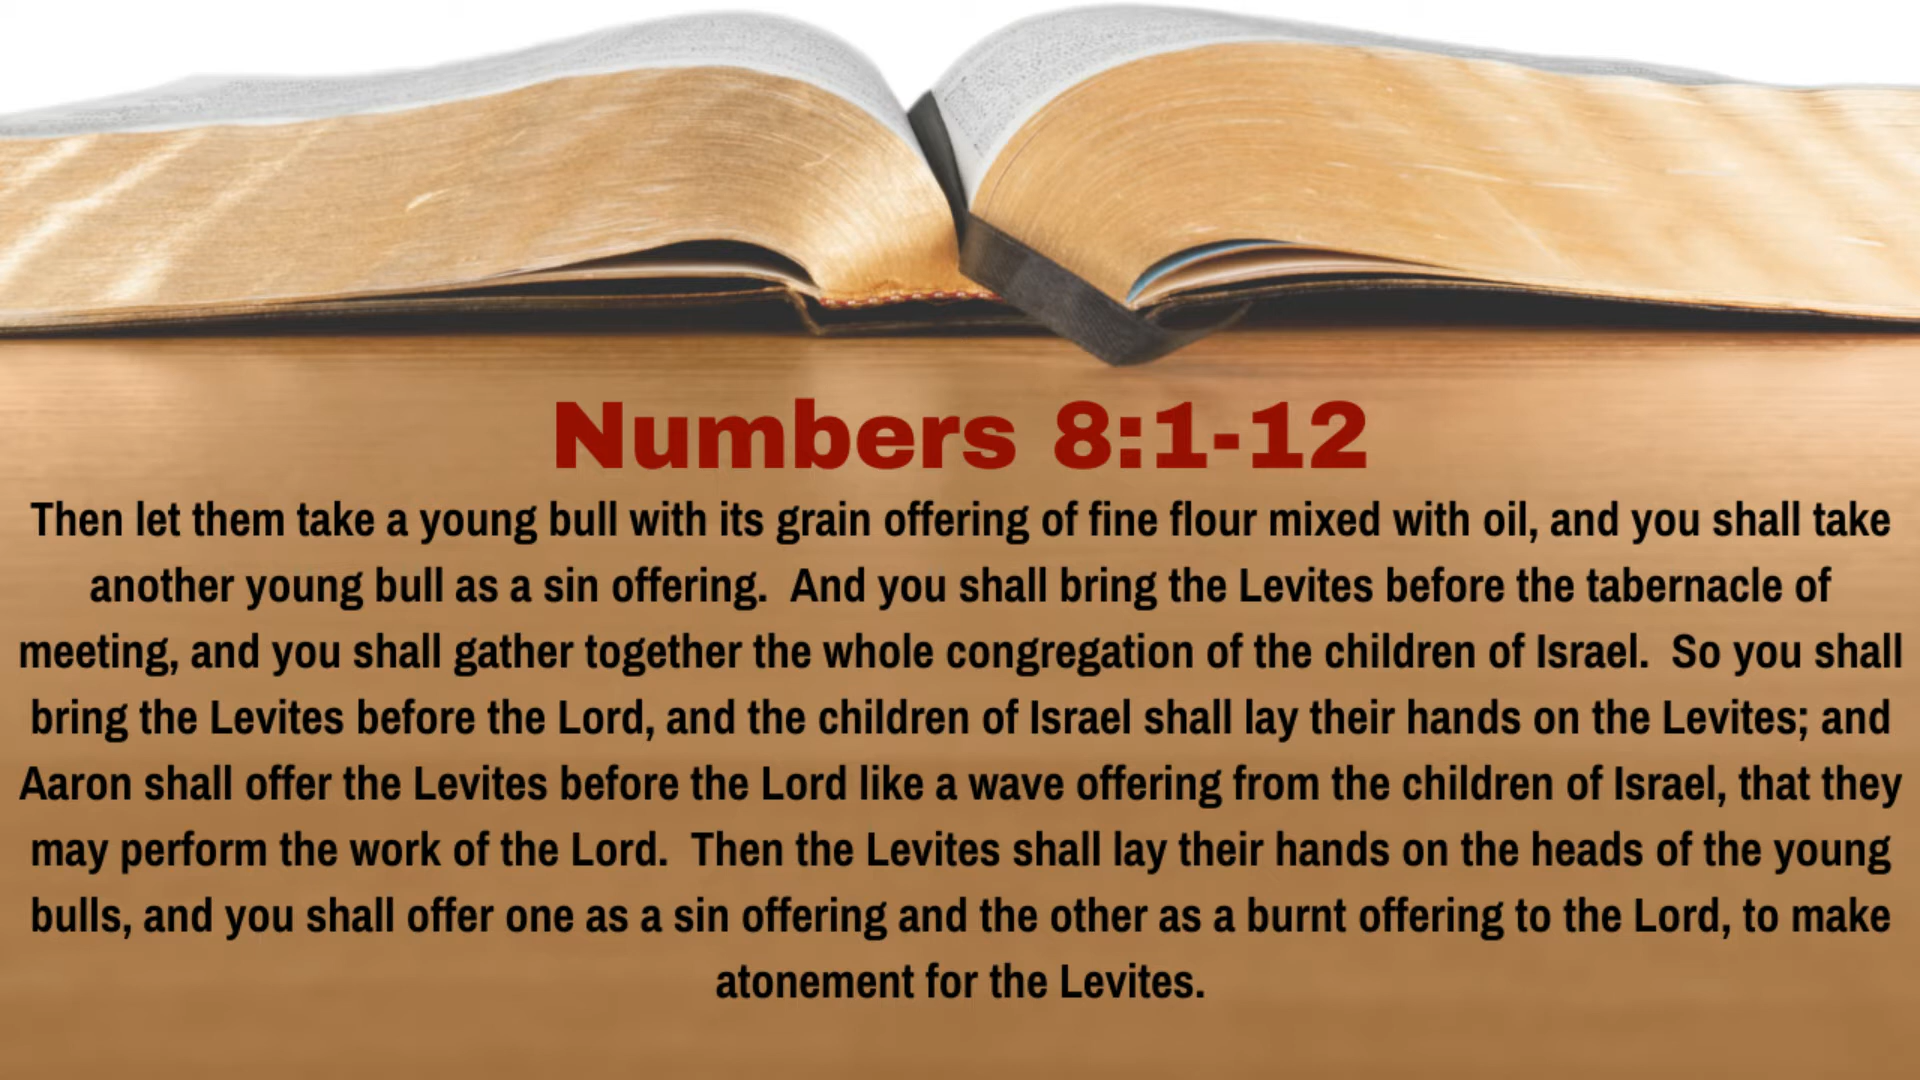 Numbers 8:1-12
Then let them take a young bull with its grain offering of fine flour mixed with oil, and you shall take
another young bull as a sin offering.  And you shall bring the Levites before the tabernacle of
meeting, and you shall gather together the whole congregation of the children of Israel.  So you shall
bring the Levites before the Lord, and the children of Israel shall lay their hands on the Levites; and
Aaron shall offer the Levites before the Lord like a wave offering from the children of Israel, that they
may perform the work of the Lord.  Then the Levites shall lay their hands on the heads of the young
bulls, and you shall offer one as a sin offering and the other as a burnt offering to the Lord, to make
atonement for the Levites.